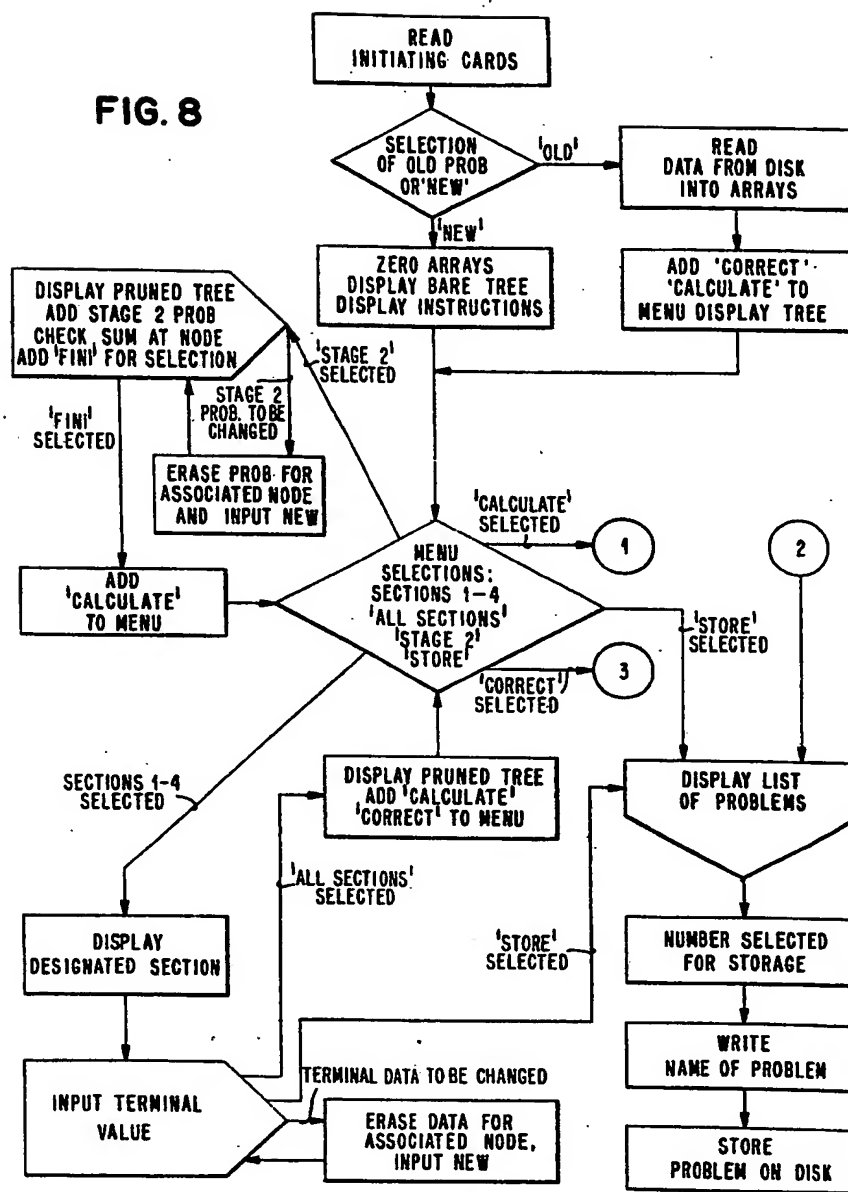 READ
INITIATING CARDS
FIG. 8
SELECTION
OF OLD PROB
OR 'NEW'
'OLD'
READ
DATA FROM DISK
INTO ARRAYS
'NEW'
ZERO ARRAYS
DISPLAY BARE TREE
DISPLAY INSTRUCTIONS
ADD 'CORRECT'
'CALCULATE' TO
MENU DISPLAY TREE
DISPLAY PRUNED TREE
ADD STAGE 2 PROB
CHECK SUM AT NODE
ADD 'FINI' FOR SELECTION
'STAGE 2'
SELECTED
STAGE 2
PROB. TO BE
CHANGED
'FINI'
SELECTED
ERASE PROB FOR
ASSOCIATED NODE
AND INPUT NEW
'CALCULATE'
SELECTED
1
2
ADD
'CALCULATE'
TO MENU
MENU
SELECTIONS:
SECTIONS 1-4
'ALL SECTIONS'
'STAGE 2'
'STORE'
'STORE'
SELECTED
3
'CORRECT'
SELECTED
SECTIONS 1-4
SELECTED
DISPLAY PRUNED TREE
ADD 'CALCULATE'
'CORRECT' TO MENU
DISPLAY LIST
OF PROBLEMS
'ALL SECTIONS'
SELECTED
DISPLAY
DESIGNATED SECTION
'STORE'
SELECTED
NUMBER SELECTED
FOR STORAGE
WRITE
NAME OF PROBLEM
INPUT TERMINAL
VALUE
TERMINAL DATA TO BE CHANGED
ERASE DATA FOR
ASSOCIATED NODE,
INPUT NEW
STORE
PROBLEM ON DISK